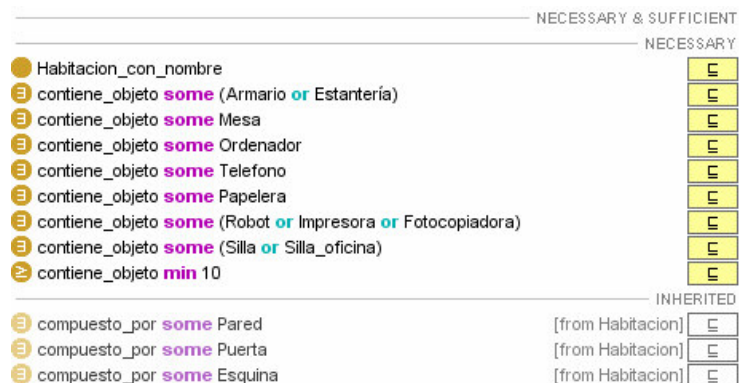 NECESSARY & SUFFICIENT
NECESSARY
Habitacion_con_nombre ⊑
∃ contiene_objeto some (Armario or Estantería) ⊑
∃ contiene_objeto some Mesa ⊑
∃ contiene_objeto some Ordenador ⊑
∃ contiene_objeto some Telefono ⊑
∃ contiene_objeto some Papelera ⊑
∃ contiene_objeto some (Robot or Impresora or Fotocopiadora) ⊑
∃ contiene_objeto some (Silla or Silla_oficina) ⊑
≥ contiene_objeto min 10 ⊑
INHERITED
∃ compuesto_por some Pared [from Habitacion] ⊑
∃ compuesto_por some Puerta [from Habitacion] ⊑
∃ compuesto_por some Esquina [from Habitacion] ⊑